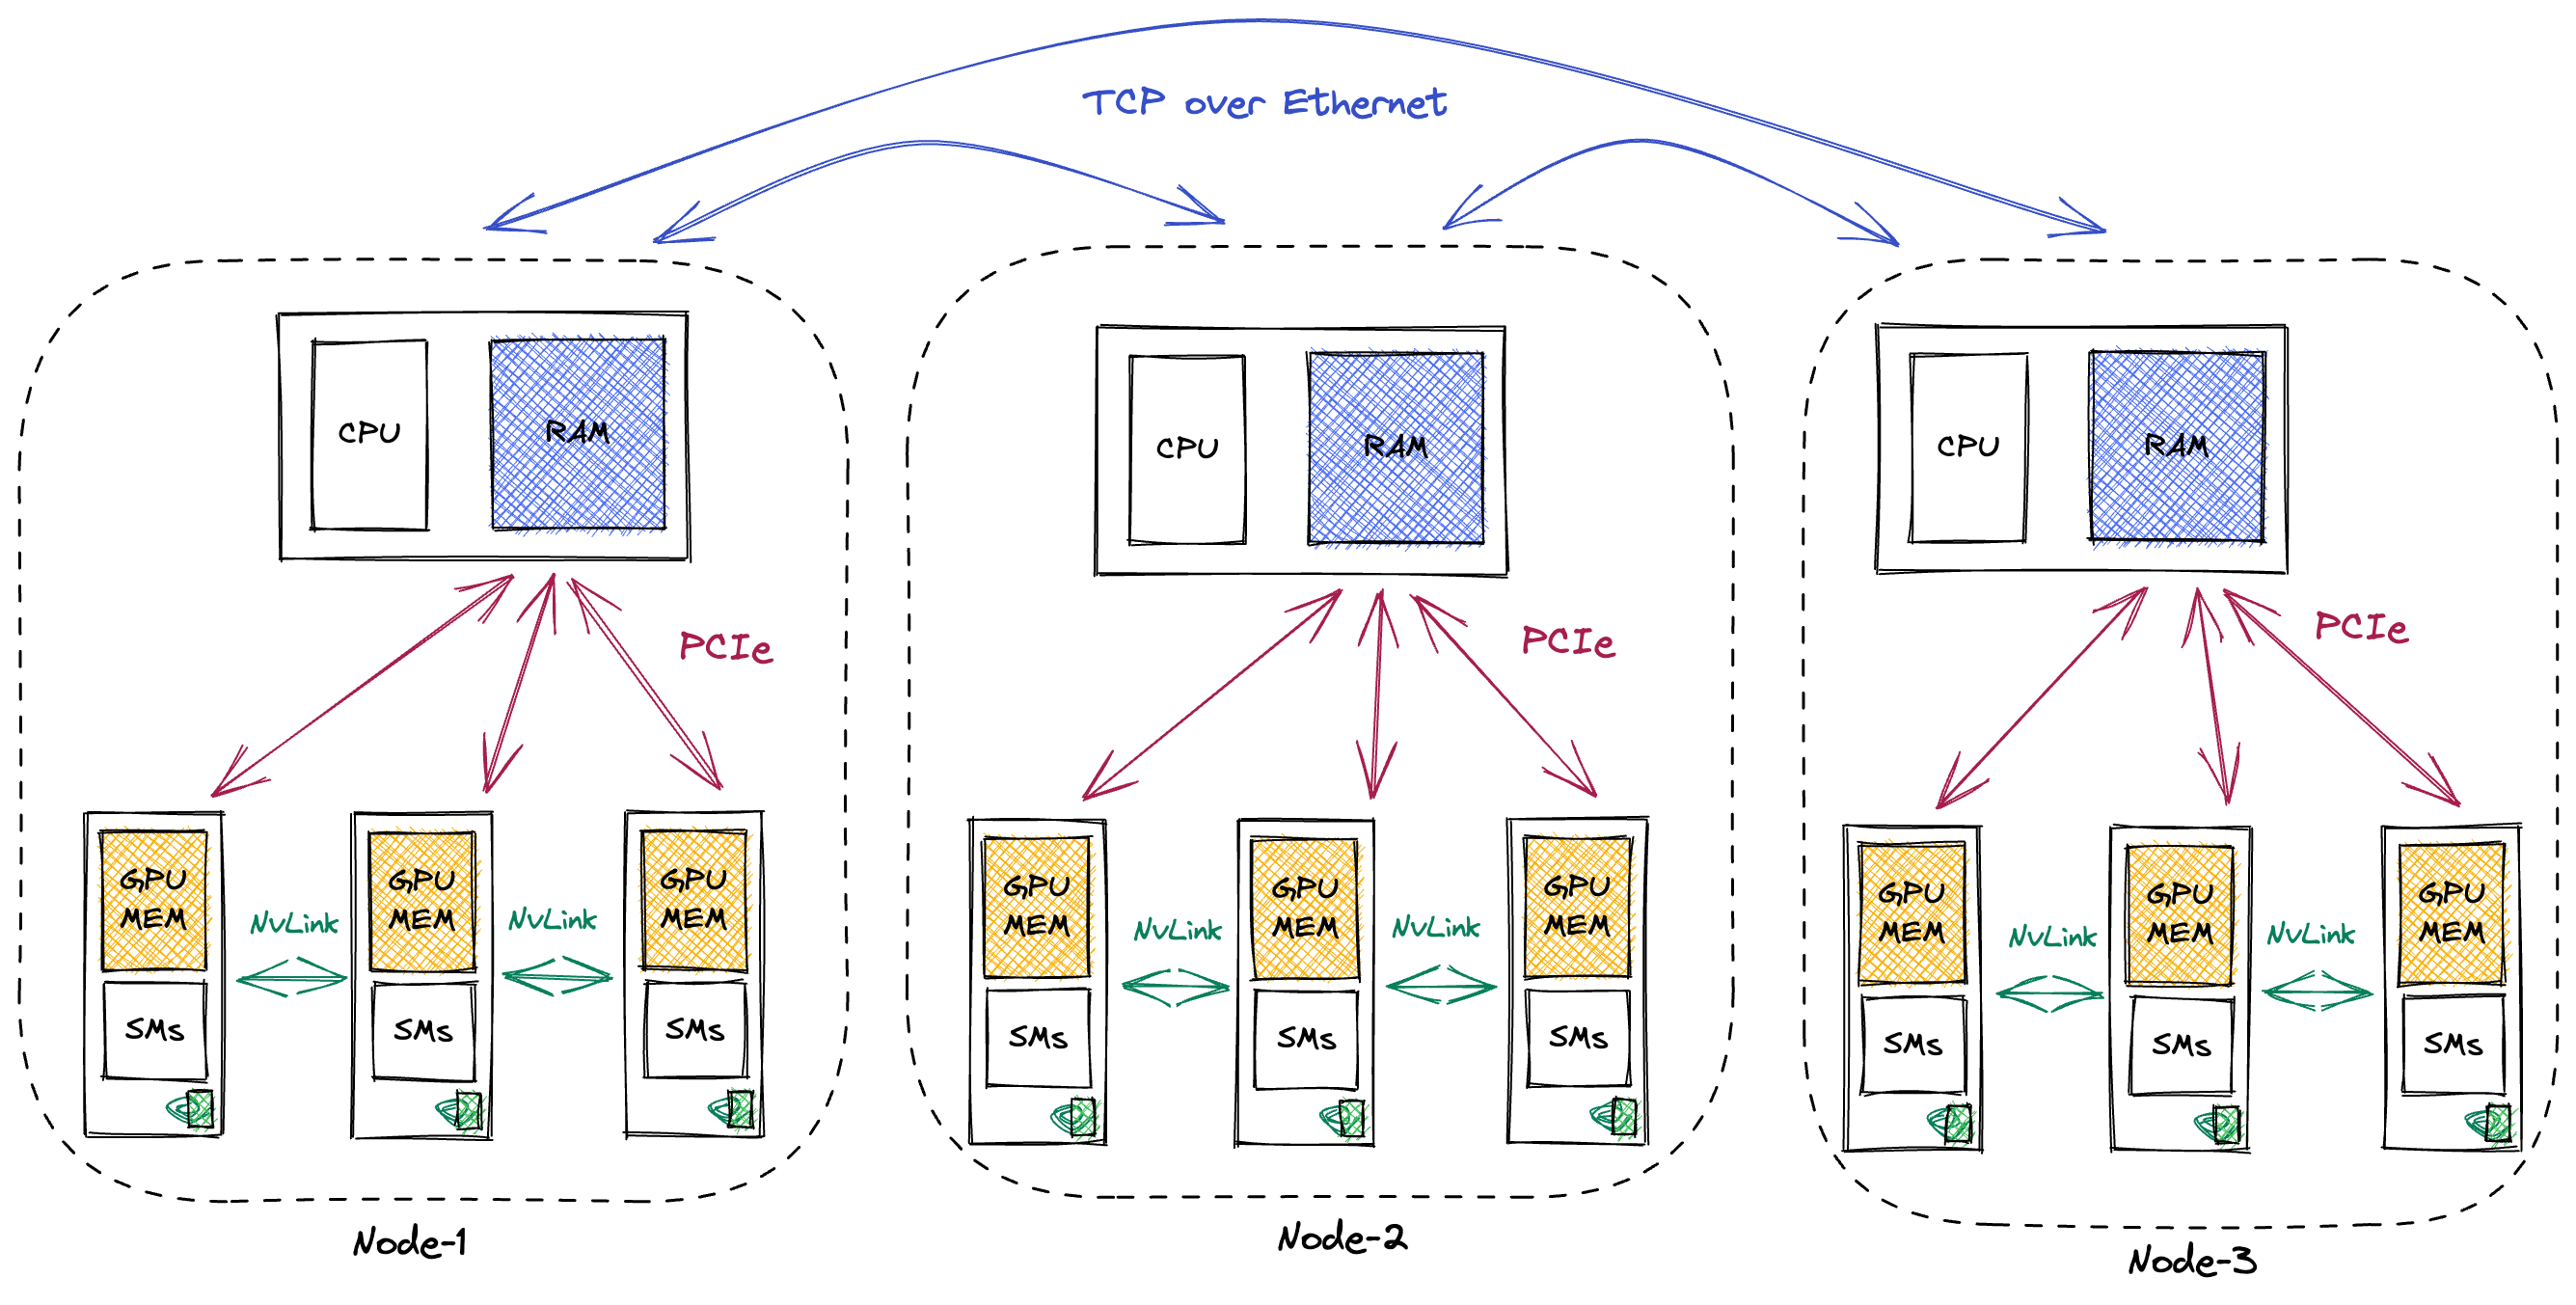 TCP over Ethernet
CPU
RAM
PCIe
GPU
MEM
NVLink
GPU
MEM
NVLink
GPU
MEM
SMs
SMs
SMs
Node-1
CPU
RAM
PCIe
GPU
MEM
NVLink
GPU
MEM
NVLink
GPU
MEM
SMs
SMs
SMs
Node-2
CPU
RAM
PCIe
GPU
MEM
NVLink
GPU
MEM
NVLink
GPU
MEM
SMs
SMs
SMs
Node-3